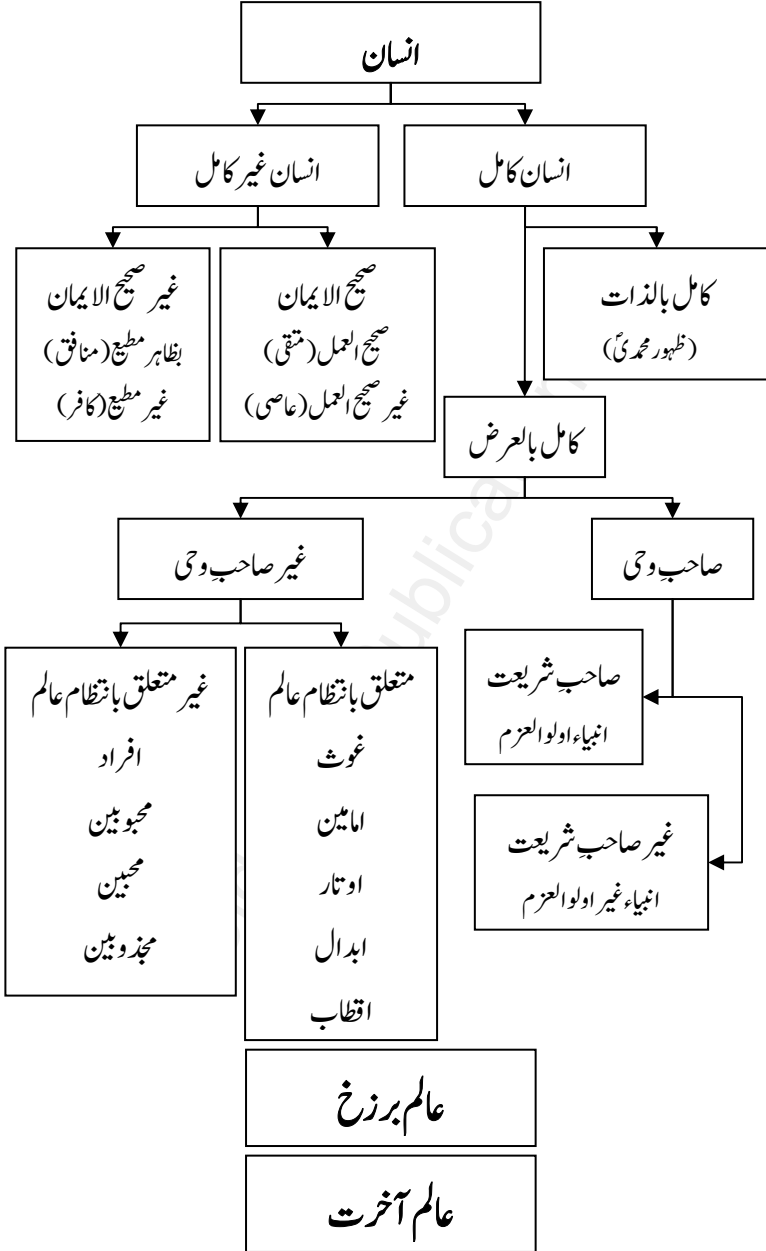 انسان
انسان کامل
انسان غیر کامل
کامل بالذات
(ظہور محمدیؐ)
صحیح الایمان
صحیح العمل (متقی)
غیر صحیح العمل (عاصی)
غیر صحیح الایمان
بظاہر مطیع (منافق)
غیر مطیع (کافر)
کامل بالعرض
صاحبِ وحی
غیر صاحبِ وحی
صاحبِ شریعت
انبیاء اولوالعزم
غیر صاحبِ شریعت
انبیاء غیر اولوالعزم
متعلق بانتظام عالم
غوث
امامین
اوتار
ابدال
اقطاب
غیر متعلق بانتظام عالم
افراد
محبوبین
محبین
مجذوبین
عالم برزخ
عالم آخرت